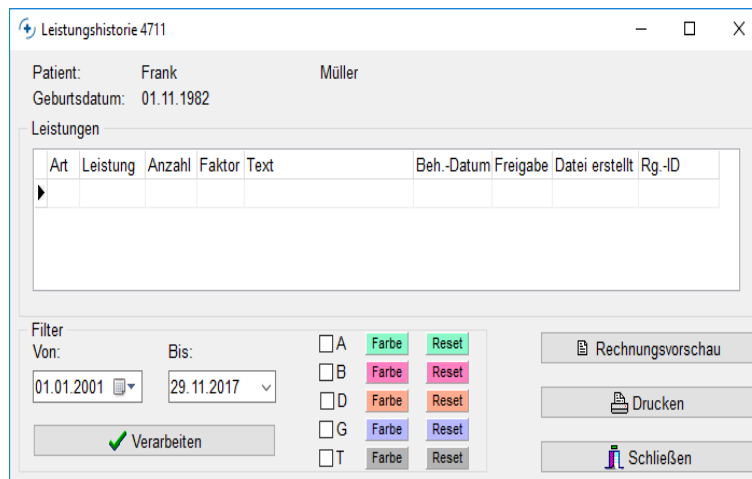 Leistungshistorie 4711
Patient: Frank Müller
Geburtsdatum: 01.11.1982
Leistungen
Art Leistung Anzahl Faktor Text Beh.-Datum Freigabe Datei erstellt Rg.-ID
Filter
Von: Bis:
01.01.2001 29.11.2017
Verarbeiten
A Farbe Reset
B Farbe Reset
D Farbe Reset
G Farbe Reset
T Farbe Reset
Rechnungsvorschau
Drucken
Schließen